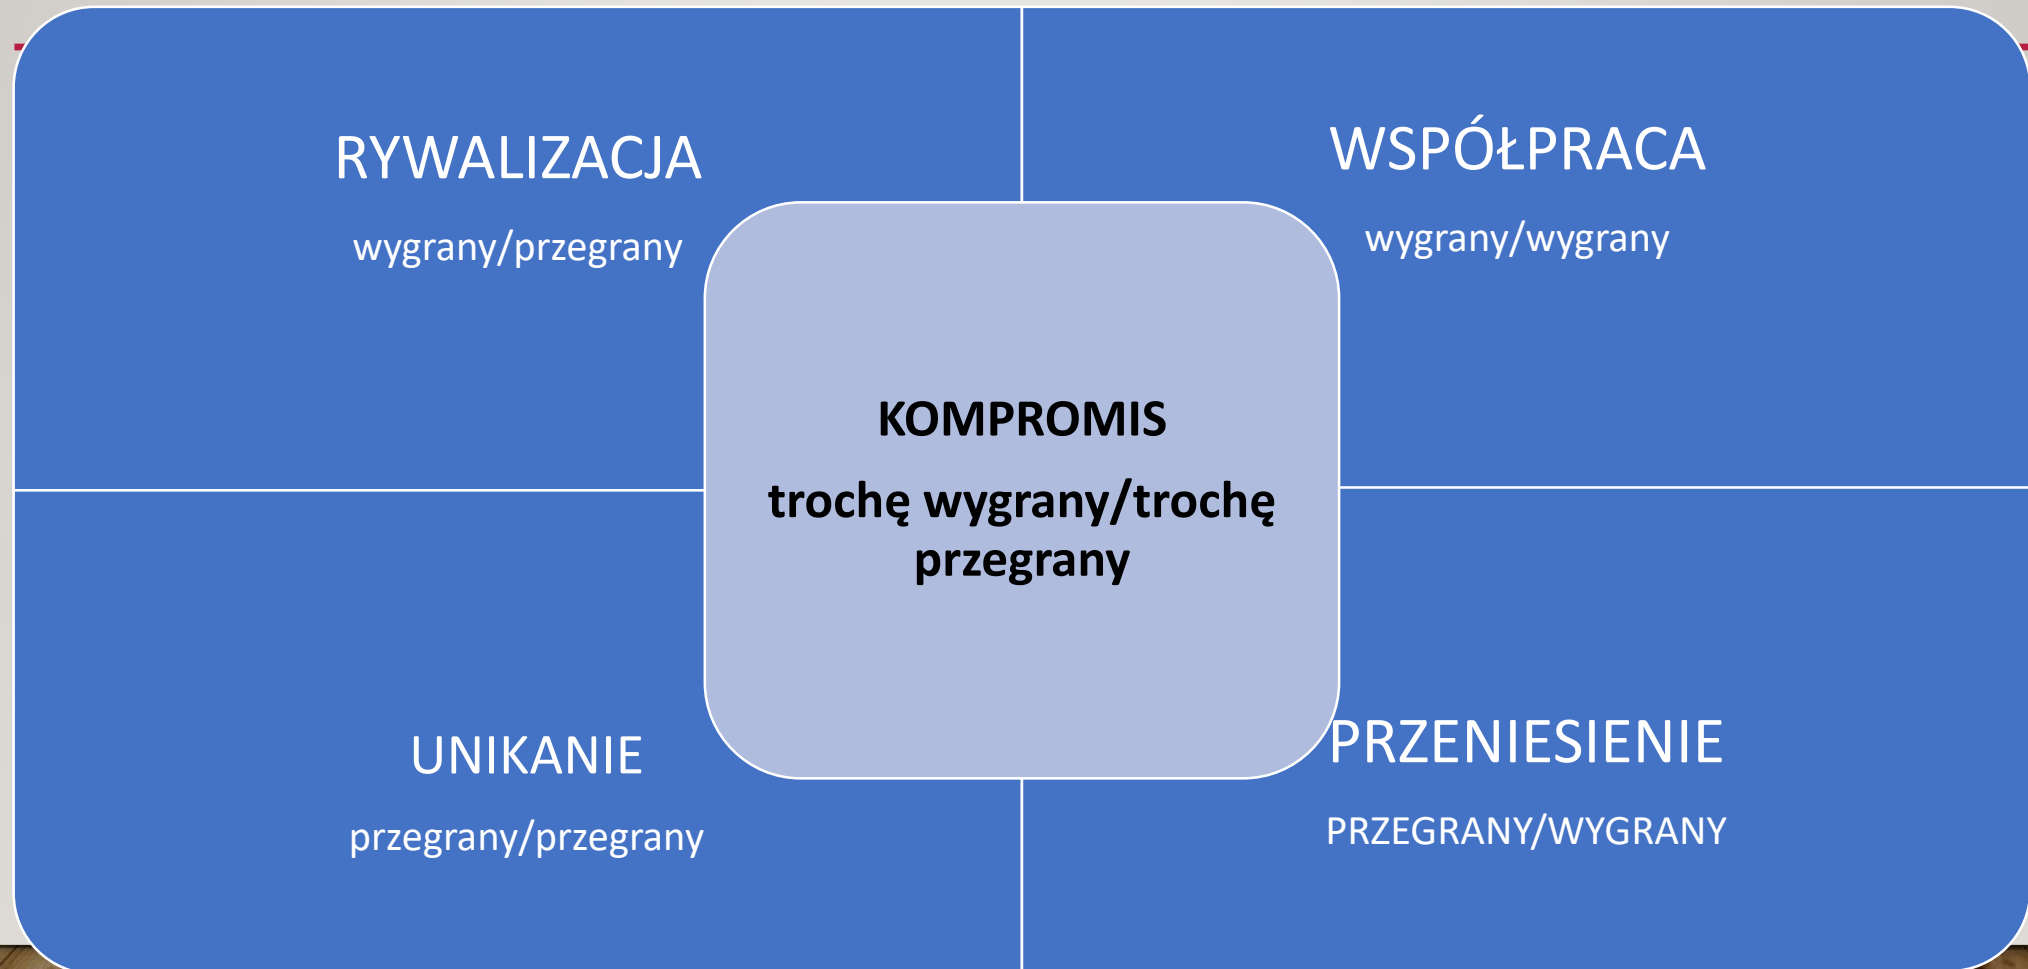 RYWALIZACJA
wygrany/przegrany
WSPÓŁPRACA
wygrany/wygrany
KOMPROMIS
trochę wygrany/trochę
przegrany
UNIKANIE
przegrany/przegrany
PRZENIESIENIE
PRZEGRANY/WYGRANY